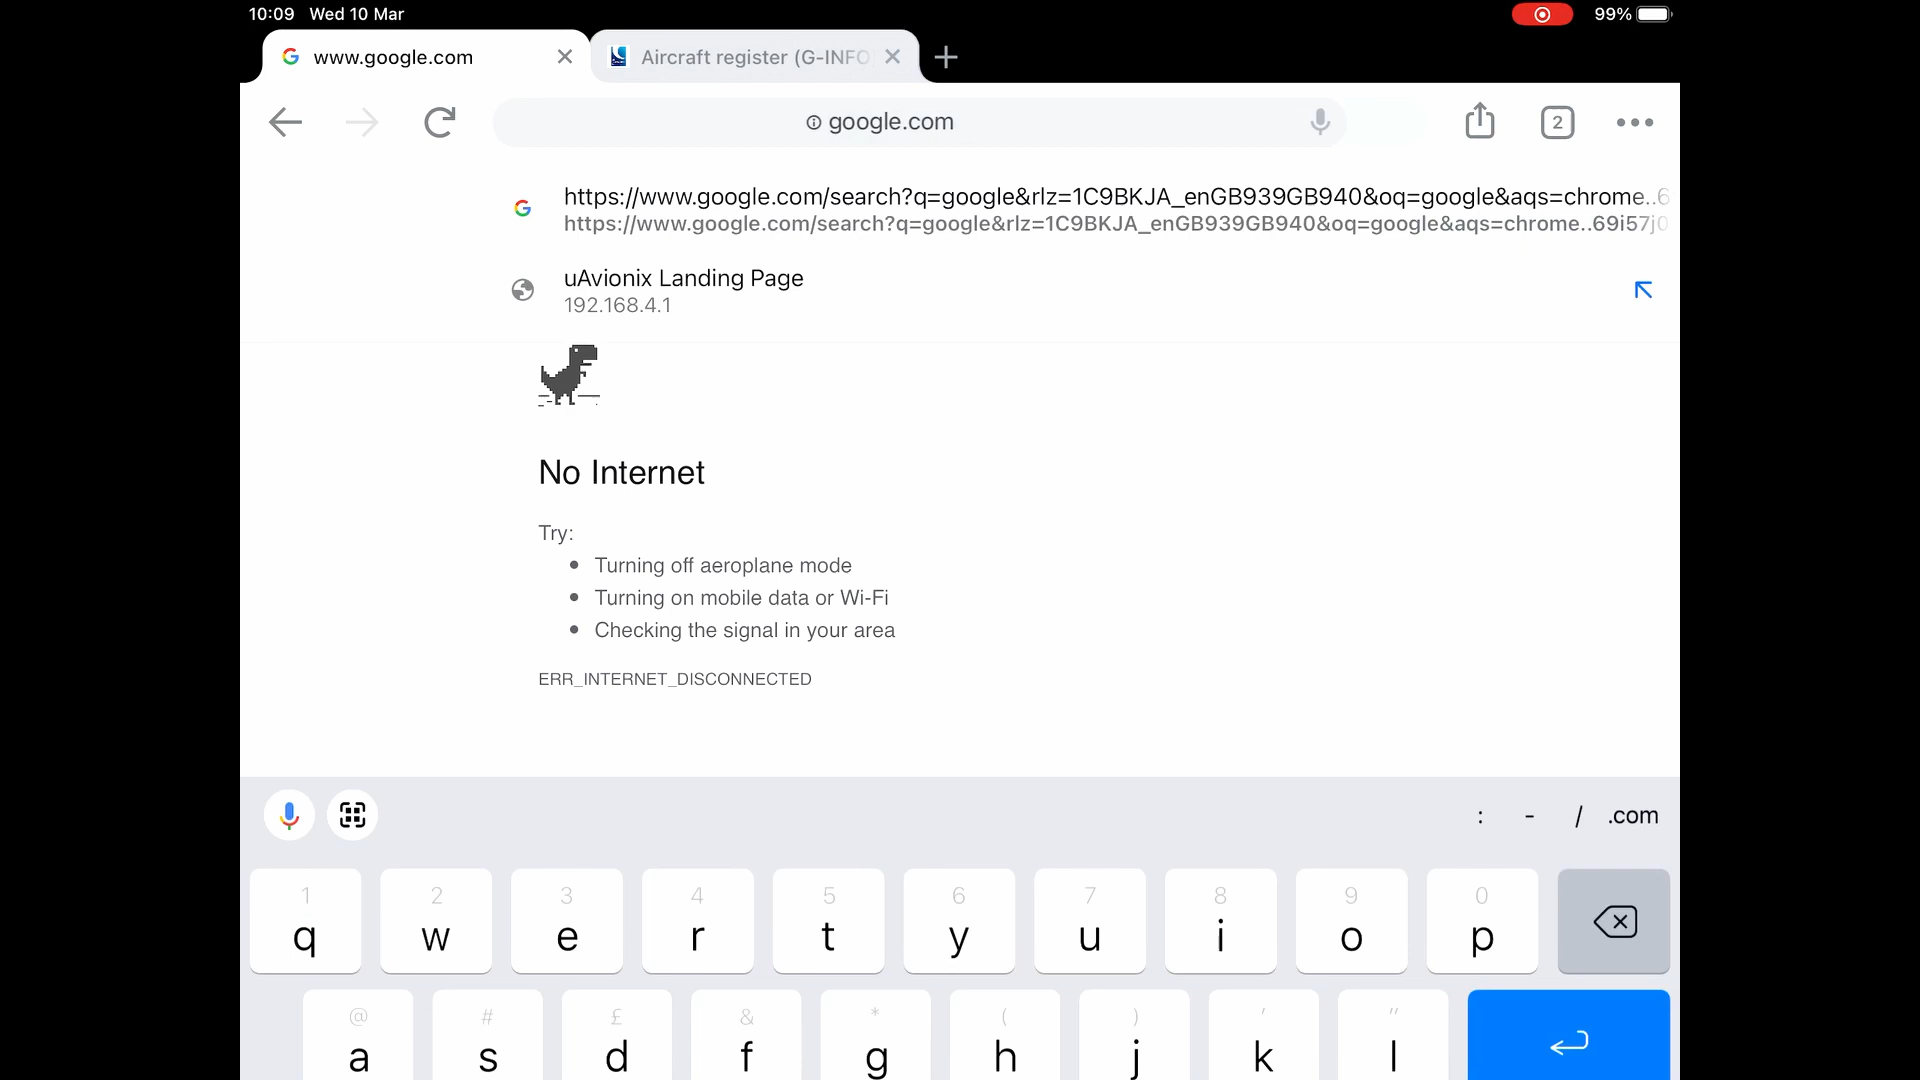 10:09 Wed 10 Mar
99%
www.google.com
Aircraft register (G-INFO
google.com
2
https://www.google.com/search?q=google&rlz=1C9BKJA_enGB939GB940&oq=google&aqs=chrome..6
https://www.google.com/search?q=google&rlz=1C9BKJA_enGB939GB940&oq=google&aqs=chrome..69i57j0
uAvionix Landing Page
192.168.4.1
No Internet
Try:
Turning off aeroplane mode
Turning on mobile data or Wi-Fi
Checking the signal in your area
ERR_INTERNET_DISCONNECTED
: - / .com
1 2 3 4 5 6 7 8 9 0
q w e r t y u i o p
@ # £ & * ( ) ' "
a s d f g h j k l